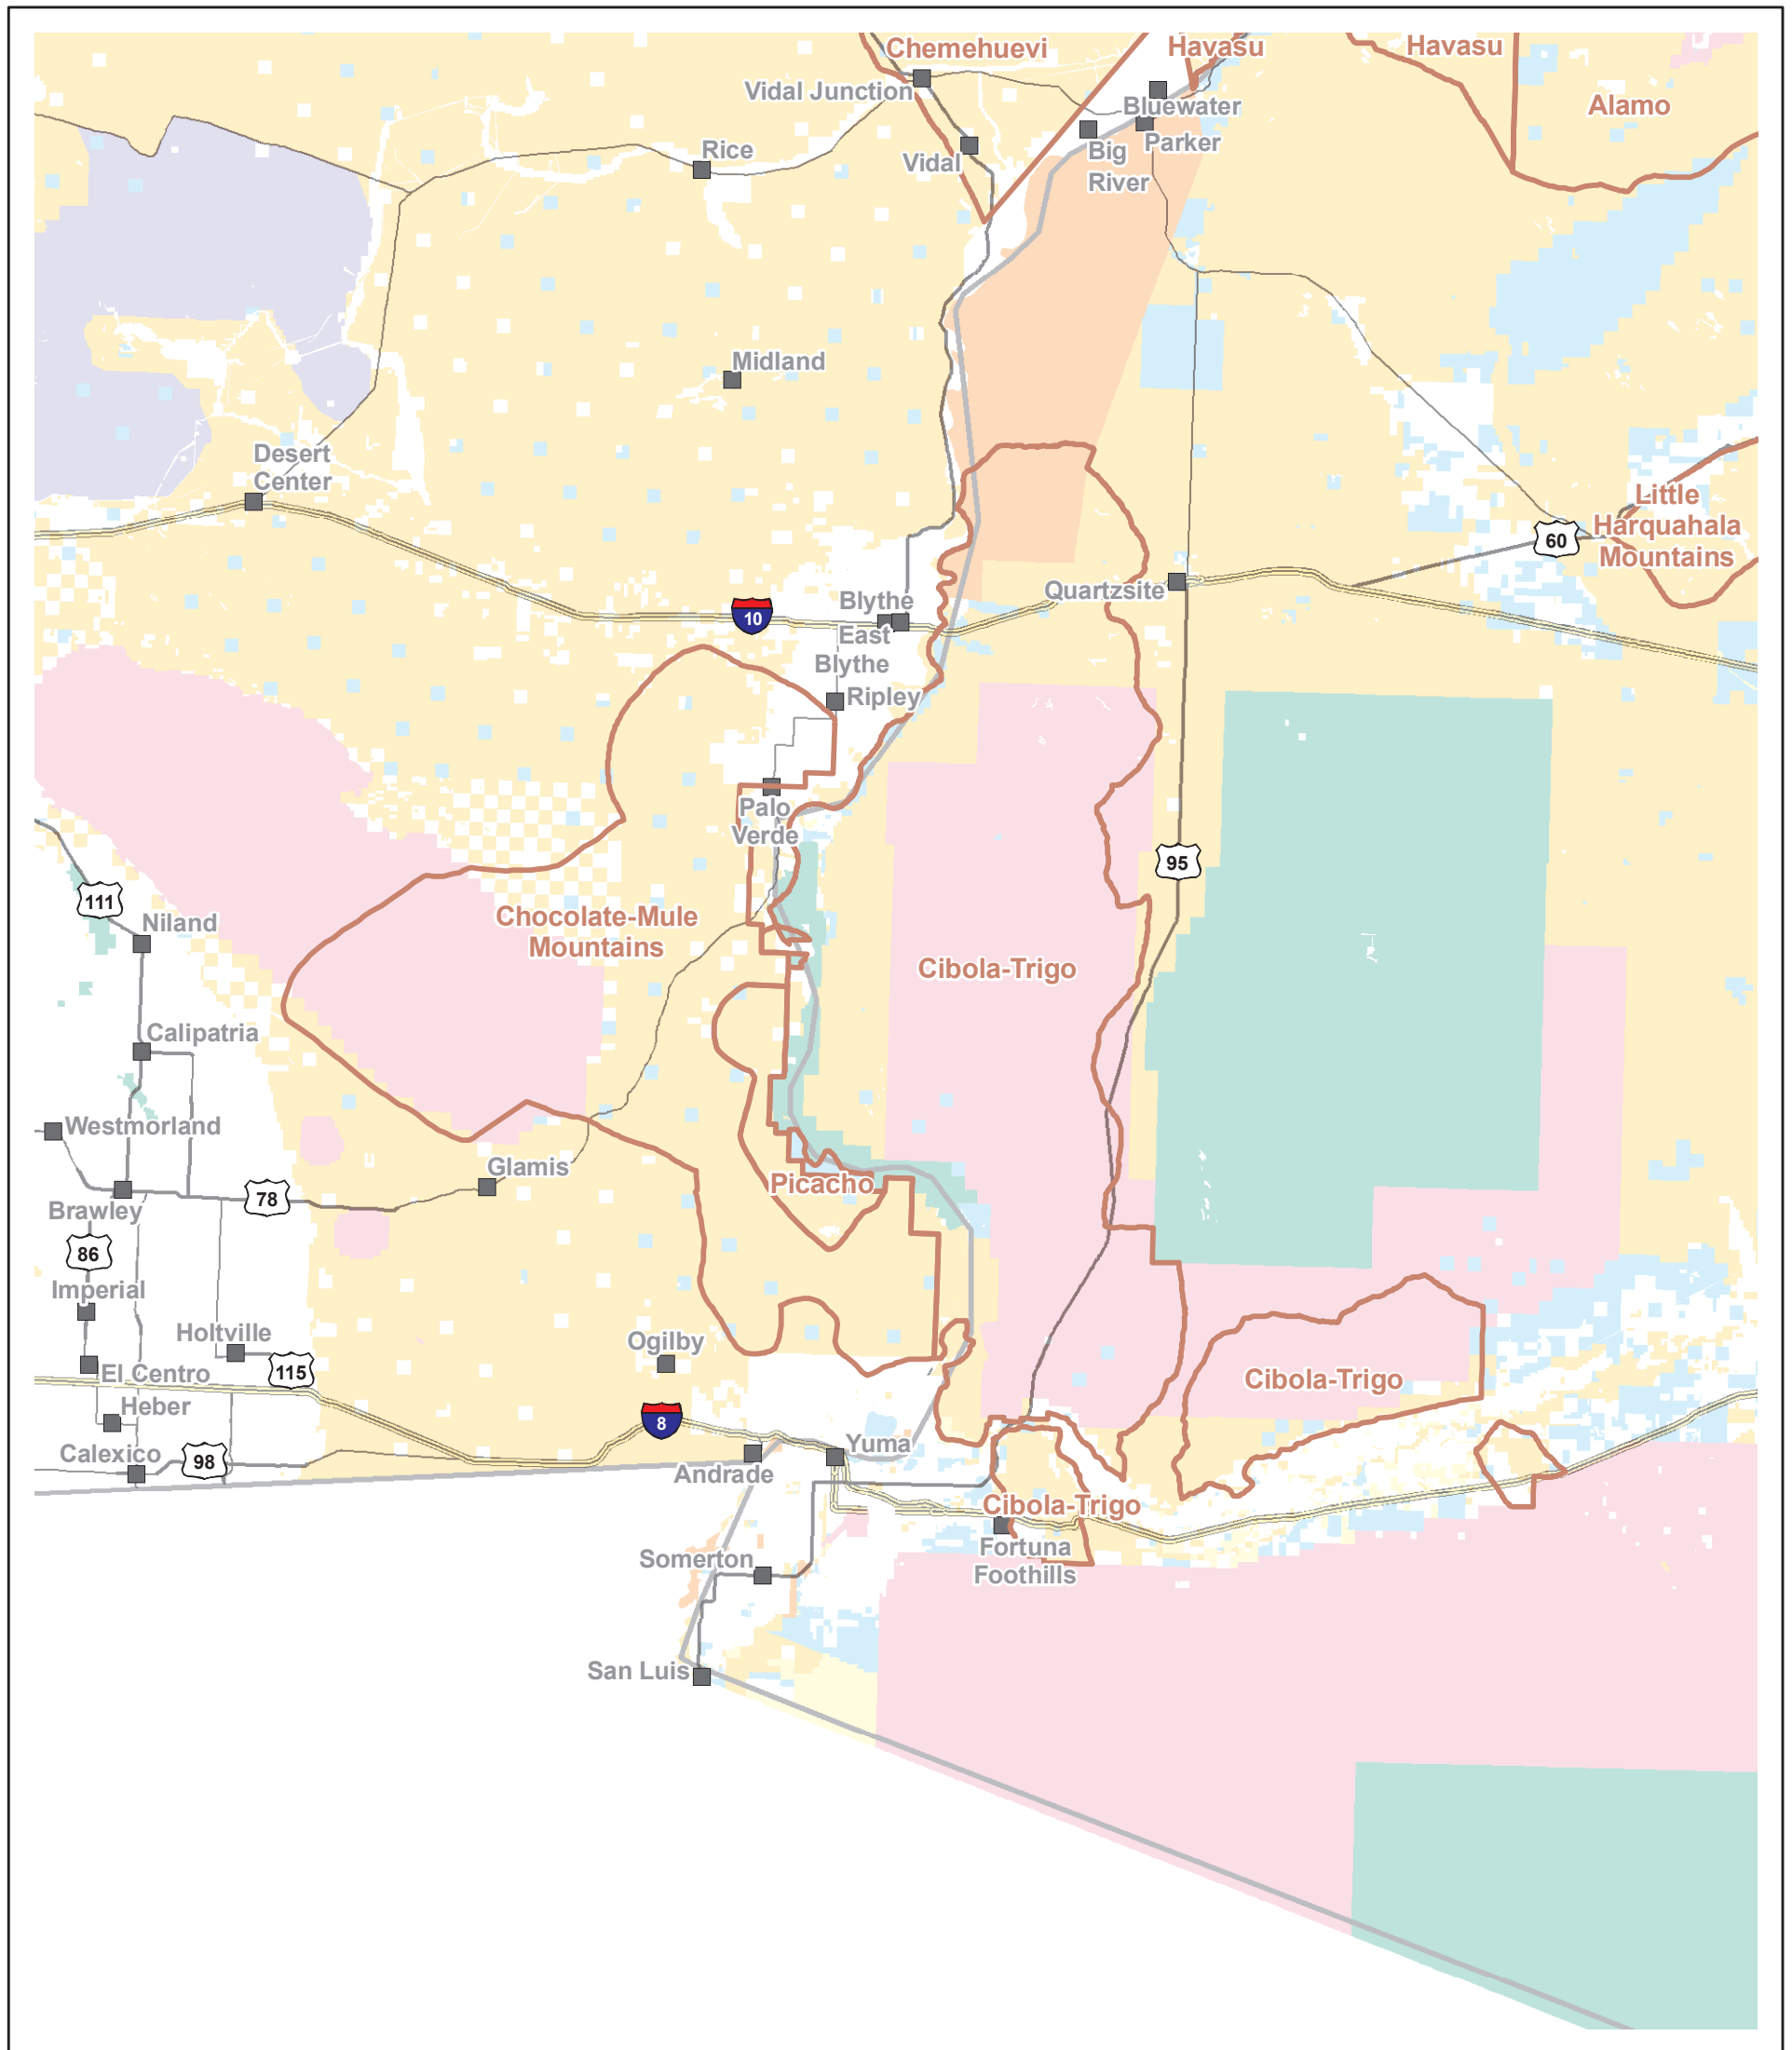 Chemehuevi
Havasu
Havasu
Vidal Junction
Bluewater
Alamo
Rice
Vidal
Big
River
Parker
Midland
Desert
Center
Little
Harquahala
Mountains
60
Quartzsite
Blythe
10
East
Blythe
Ripley
Palo
Verde
95
111
Niland
Chocolate-Mule
Mountains
Cibola-Trigo
Calipatria
Westmorland
Glamis
Picacho
78
Brawley
86
Imperial
Holtville
Ogilby
El Centro
115
Cibola-Trigo
Heber
8
Calexico
98
Yuma
Andrade
Cibola-Trigo
Somerton
Fortuna
Foothills
San Luis